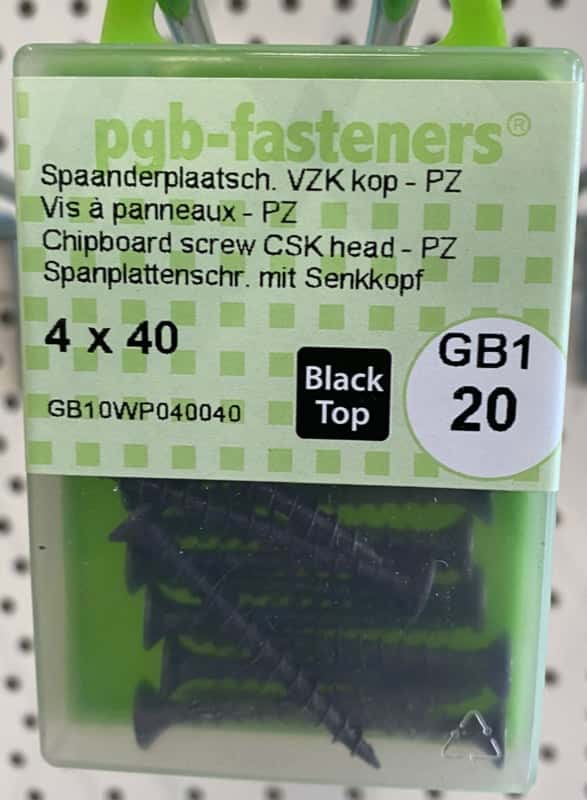 pgb-fasteners®
Spaanderplaatsch. VZK kop - PZ
Vis à panneaux - PZ
Chipboard screw CSK head - PZ
Spanplattenschr. mit Senkkopf
4 x 40
GB10WP040040
Black
Top
GB1
20